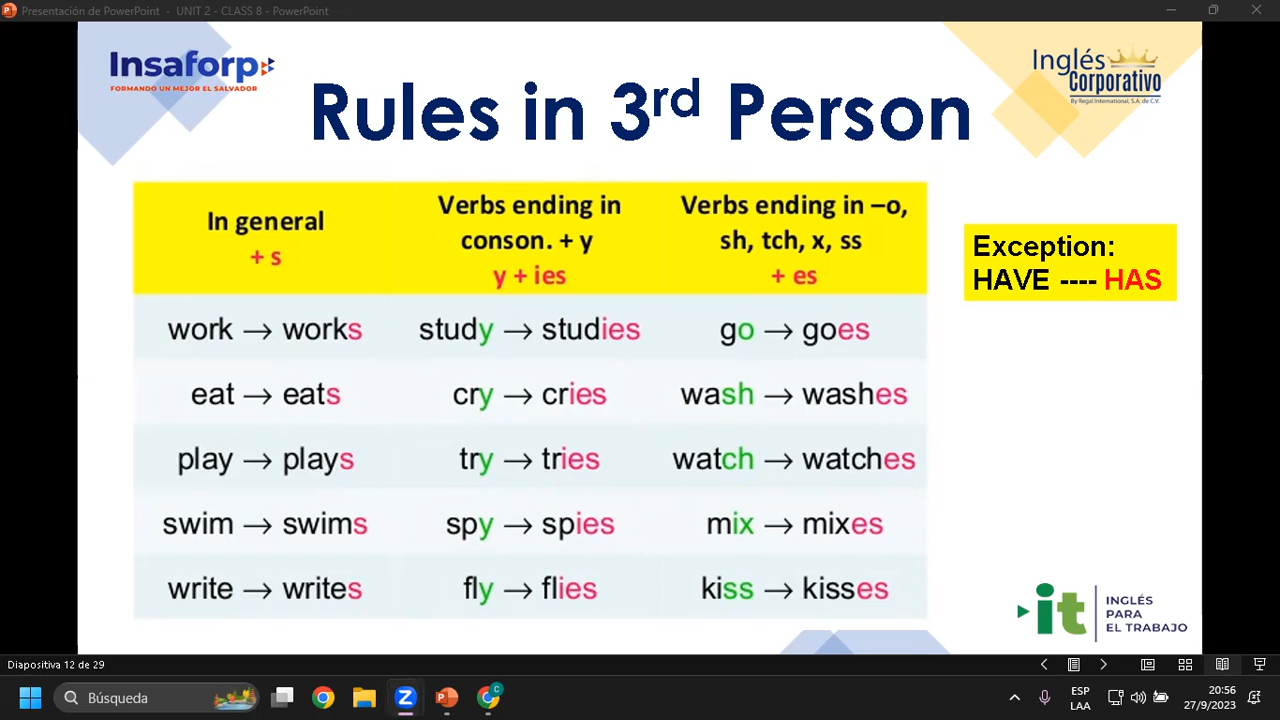 Presentación de PowerPoint - UNIT 2 - CLASS 8 - PowerPoint
Insaforp
FORMANDO UN MEJOR EL SALVADOR
Inglés
Corporativo
By Regal International, S.A. de C.V.
Rules in 3rd Person
In general
+ s
Verbs ending in
conson. + y
y + ies
Verbs ending in –o,
sh, tch, x, ss
+ es
Exception:
HAVE ---- HAS
work → works study → studies go → goes
eat → eats cry → cries wash → washes
play → plays try → tries watch → watches
swim → swims spy → spies mix → mixes
write → writes fly → flies kiss → kisses
it
INGLÉS
PARA
EL TRABAJO
Diapositiva 12 de 29
Búsqueda
C
ESP
LAA
20:56
27/9/2023